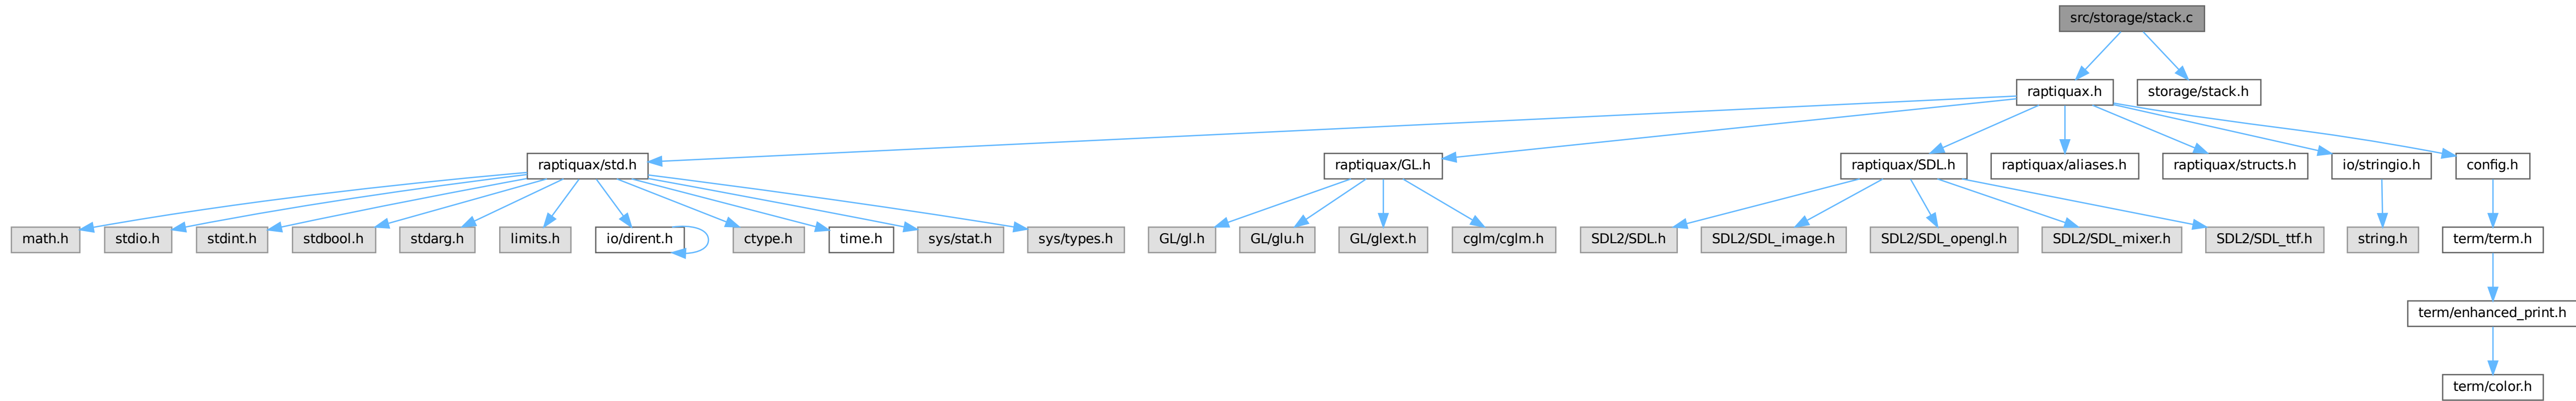 src/storage/stack.c
raptiquax.h
storage/stack.h
raptiquax/std.h
raptiquax/GL.h
raptiquax/SDL.h
raptiquax/aliases.h
raptiquax/structs.h
io/stringio.h
config.h
math.h
stdio.h
stdint.h
stdbool.h
stdarg.h
limits.h
io/dirent.h
ctype.h
time.h
sys/stat.h
sys/types.h
GL/gl.h
GL/glu.h
GL/glext.h
cglm/cglm.h
SDL2/SDL.h
SDL2/SDL_image.h
SDL2/SDL_opengl.h
SDL2/SDL_mixer.h
SDL2/SDL_ttf.h
string.h
term/term.h
term/enhanced_print.h
term/color.h